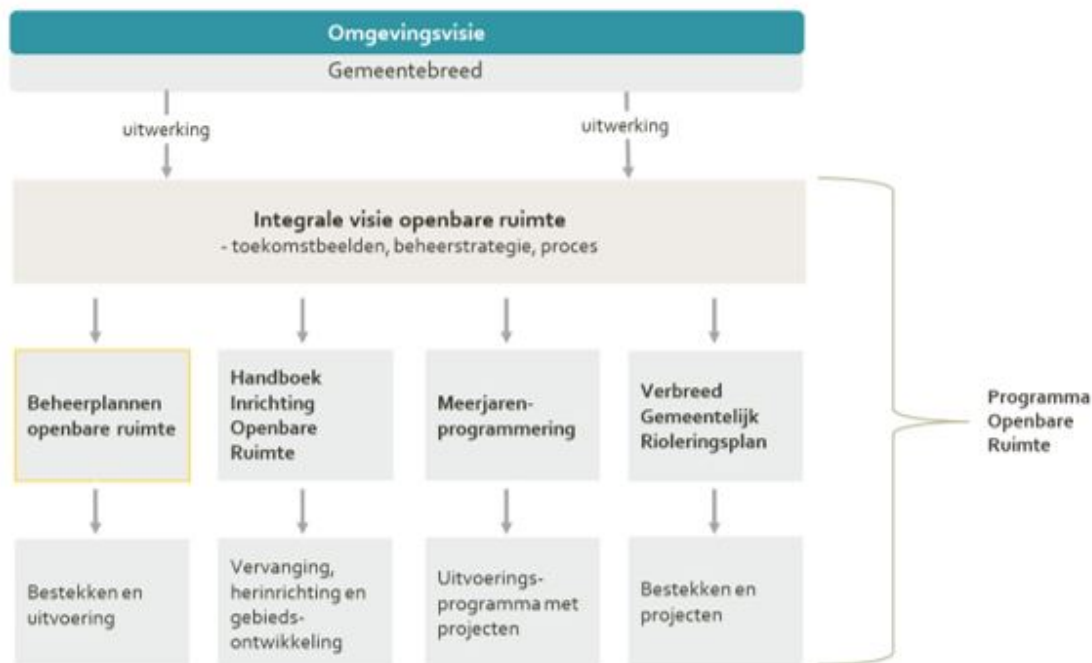 Omgevingsvisie
Gemeentebreed
uitwerking
uitwerking
Integrale visie openbare ruimte
- toekomstbeelden, beheerstrategie, proces
Beheerplannen
openbare ruimte
Handboek
Inrichting
Openbare
Ruimte
Meerjaren-
programmering
Verbreed
Gemeentelijk
Rioleringsplan
Programma
Openbare
Ruimte
Bestekken en
uitvoering
Vervanging,
herinrichting en
gebieds-
ontwikkeling
Uitvoerings-
programma met
projecten
Bestekken en
projecten